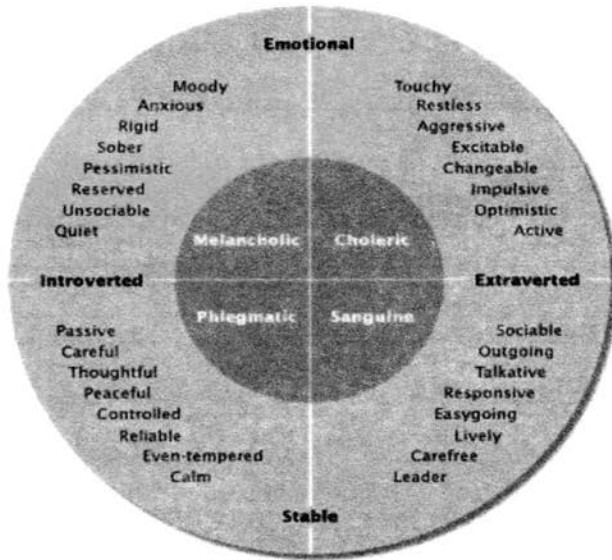 Emotional
Moody
Anxious
Rigid
Sober
Pessimistic
Reserved
Unsociable
Quiet
Touchy
Restless
Aggressive
Excitable
Changeable
Impulsive
Optimistic
Active
Melancholic
Choleric
Introverted
Extraverted
Phlegmatic
Sanguine
Passive
Careful
Thoughtful
Peaceful
Controlled
Reliable
Even-tempered
Calm
Sociable
Outgoing
Talkative
Responsive
Easygoing
Lively
Carefree
Leader
Stable